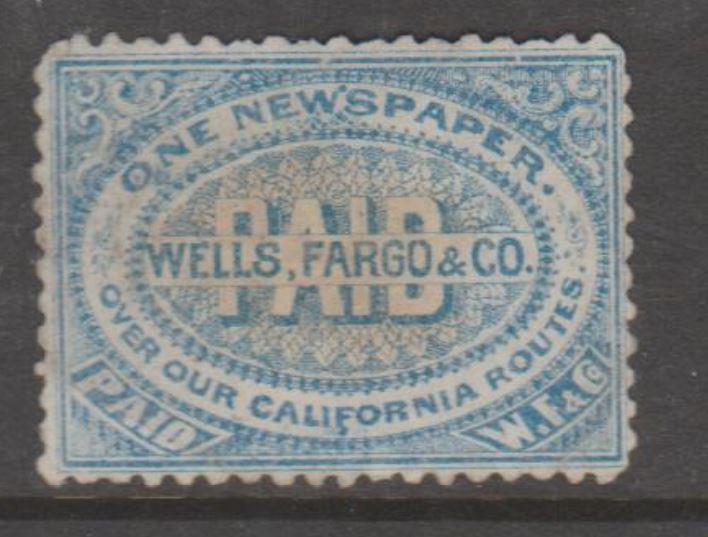 ONE NEWSPAPER.
PAID
WELLS, FARGO & CO.
OVER OUR CALIFORNIA ROUTES.
PAID
W.F.& Co